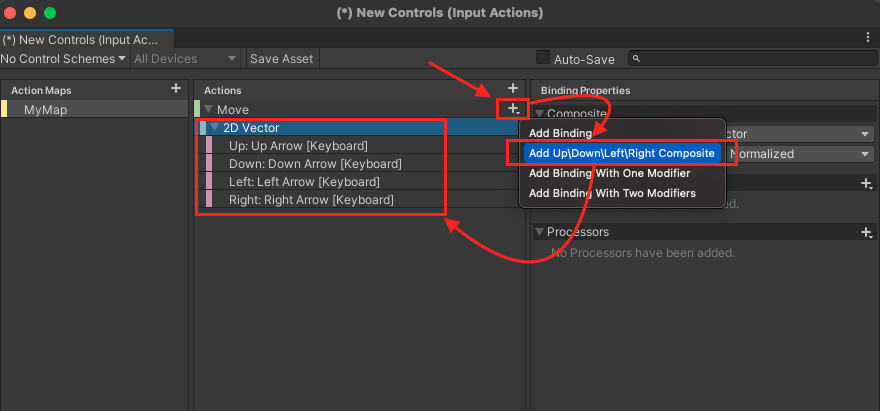 (*) New Controls (Input Actions)
(*) New Controls (Input Ac...
No Control Schemes
All Devices
Save Asset
Auto-Save
Action Maps
Actions
Binding Properties
MyMap
Move
Composite
2D Vector
Up: Up Arrow [Keyboard]
Down: Down Arrow [Keyboard]
Left: Left Arrow [Keyboard]
Right: Right Arrow [Keyboard]
Add Binding
Add Up\Down\Left\Right Composite
Normalized
Add Binding With One Modifier
Add Binding With Two Modifiers
Processors
No Processors have been added.